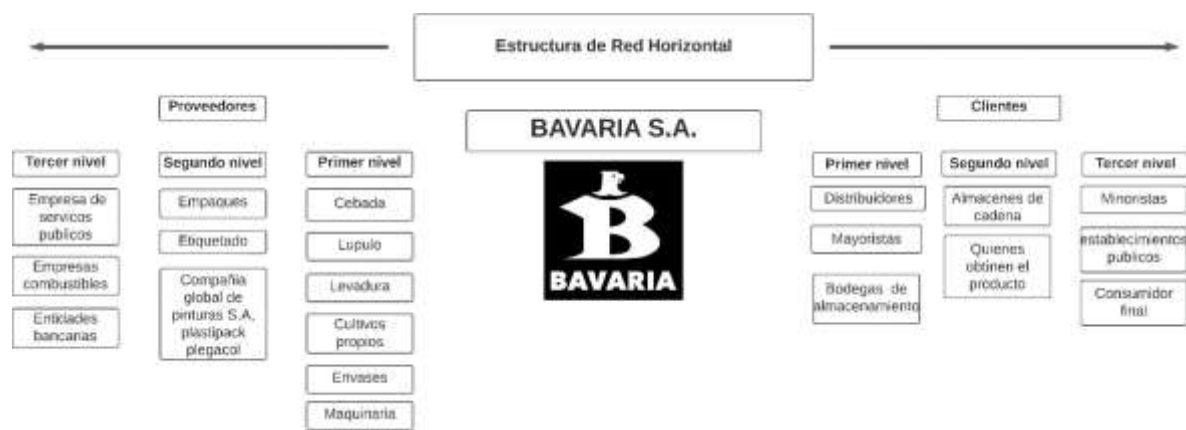 Estructura de Red Horizontal
Proveedores
Clientes
BAVARIA S.A.
Tercer nivel
Segundo nivel
Primer nivel
Primer nivel
Segundo nivel
Tercer nivel
Empresa de
servicos
publicos
Empresas
combustibles
Entidades
bancarias
Empaques
Etiquetado
Compañia
global de
pinturas S.A,
plastipack
plegacol
Cebada
Lupulo
Levadura
Cultivos
propios
Envases
Maquinaria
B
BAVARIA
Distribuidores
Mayoristas
Bodegas de
almacenamiento
Almacenes de
cadena
Quienes
obtinen el
producto
Minoristas
establecimientos
publicos
Consumidor
final